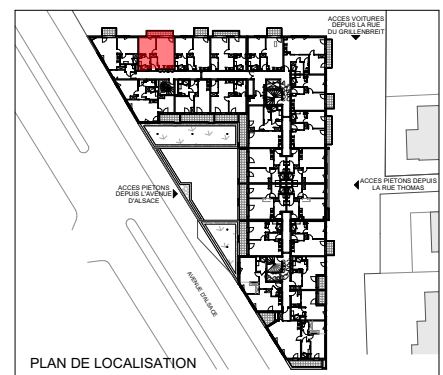 ACCES VOITURES
DEPUIS LA RUE
DU GRILLENBREIT
ACCES PIETONS DEPUIS
LA RUE THOMAS
ACCES PIETONS
DEPUIS L'AVENUE
D'ALSACE
AVENUE D'ALSACE
PLAN DE LOCALISATION